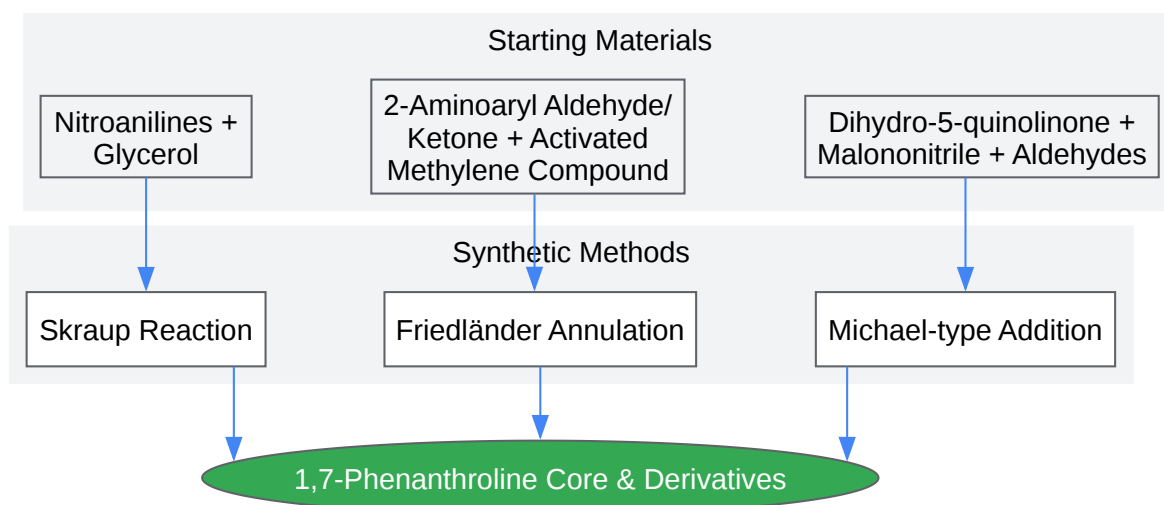 Starting Materials
Nitroanilines +
Glycerol
2-Aminoaryl Aldehyde/
Ketone + Activated
Methylene Compound
Dihydro-5-quinolinone +
Malononitrile + Aldehydes
Synthetic Methods
Skraup Reaction
Friedländer Annulation
Michael-type Addition
1,7-Phenanthroline Core & Derivatives